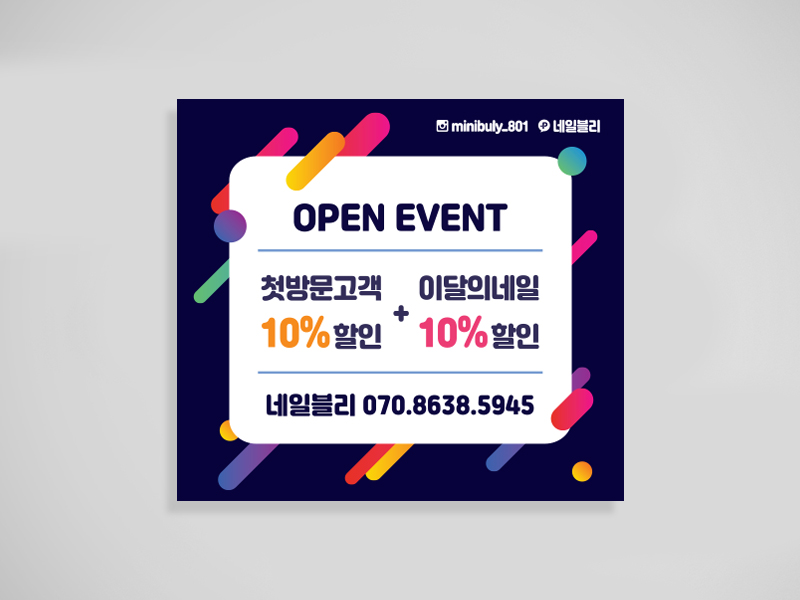 minibuly_801 네일블리
OPEN EVENT
첫방문고객 + 이달의네일
10% 할인 10% 할인
네일블리 070.8638.5945